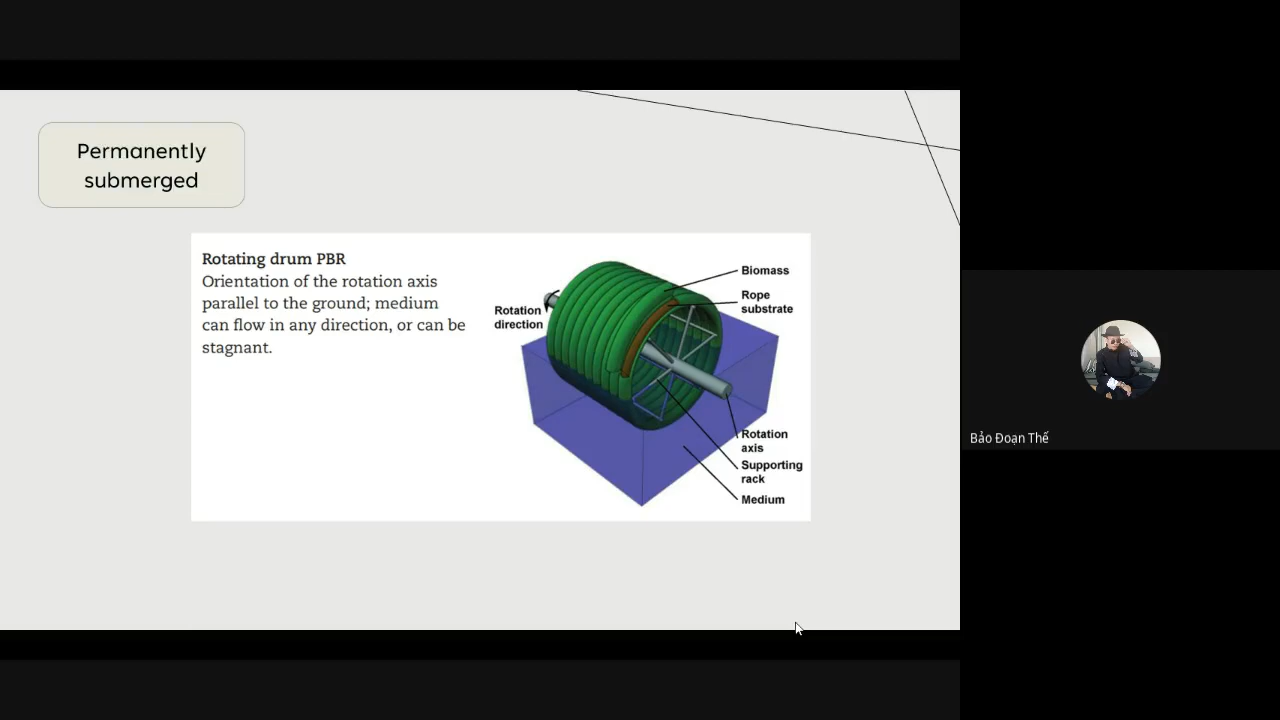 Permanently
submerged
Rotating drum PBR
Orientation of the rotation axis
parallel to the ground; medium
can flow in any direction, or can be
stagnant.
Biomass
Rope
substrate
Rotation
direction
Rotation
axis
Supporting
rack
Medium
Bảo Đoạn Thế